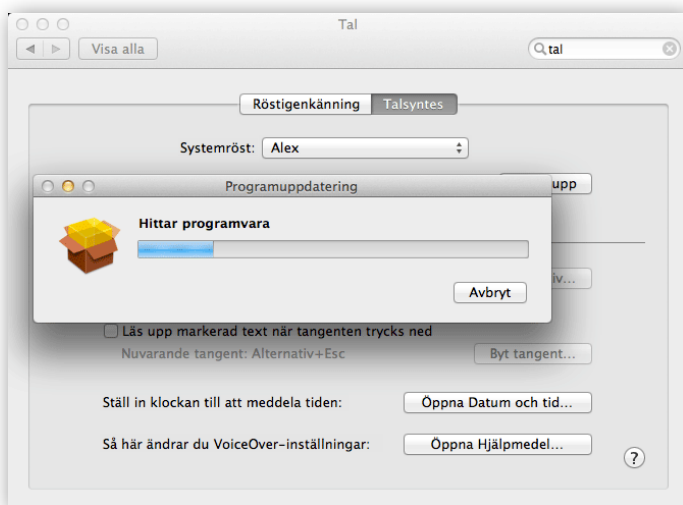 Tal
Visa alla
tal
Röstigenkänning Talsyntes
Systemröst: Alex
upp
Programuppdatering
Hittar programvara
Avbryt
iv...
Läs upp markerad text när tangenten trycks ned
Nuvarande tangent: Alternativ+Esc
Byt tangent...
Ställ in klockan till att meddela tiden: Öppna Datum och tid...
Så här ändrar du VoiceOver-inställningar: Öppna Hjälpmedel...
?